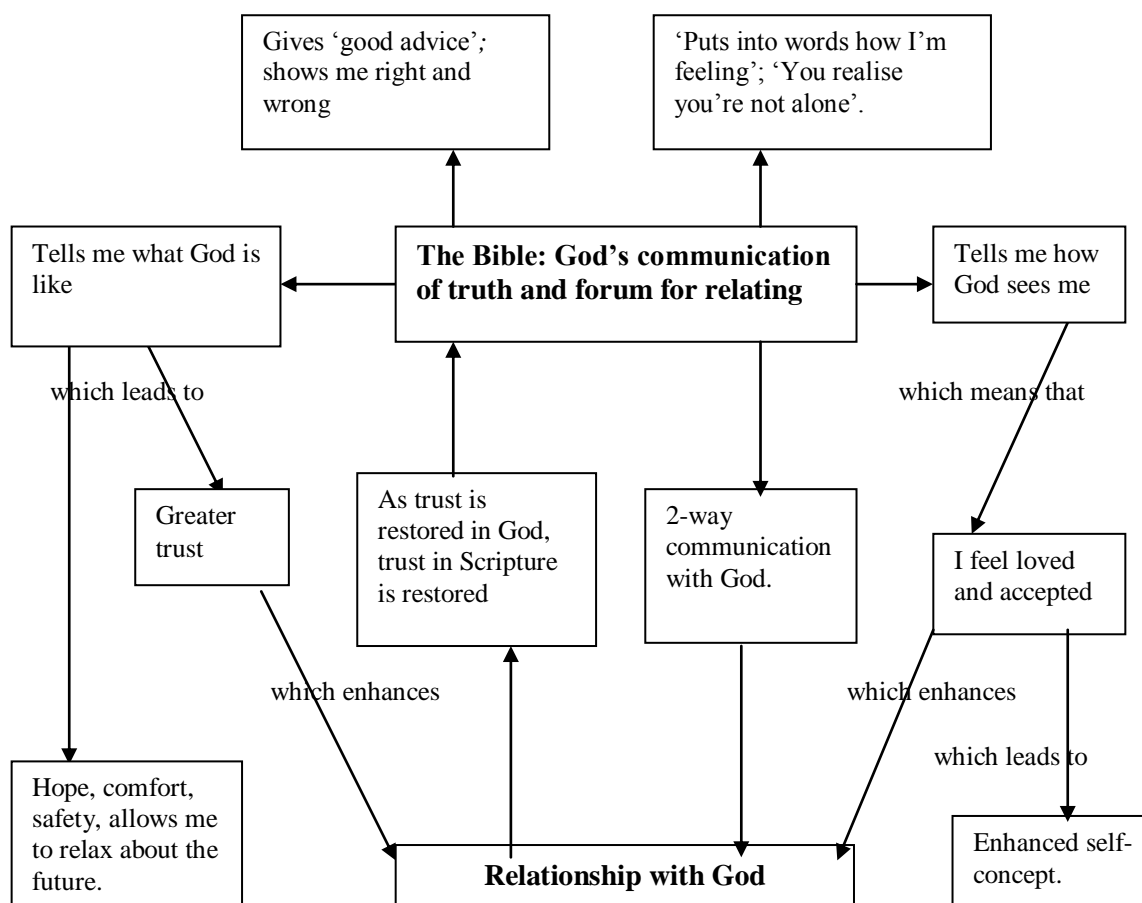 Gives ‘good advice’;
shows me right and
wrong
‘Puts into words how I’m
feeling’; ‘You realise
you’re not alone’.
Tells me what God is
like
The Bible: God’s communication
of truth and forum for relating
Tells me how
God sees me
which leads to
which means that
Greater
trust
As trust is
restored in God,
trust in Scripture
is restored
2-way
communication
with God.
I feel loved
and accepted
which enhances
which enhances
which leads to
Hope, comfort,
safety, allows me
to relax about the
future.
Relationship with God
Enhanced self-
concept.